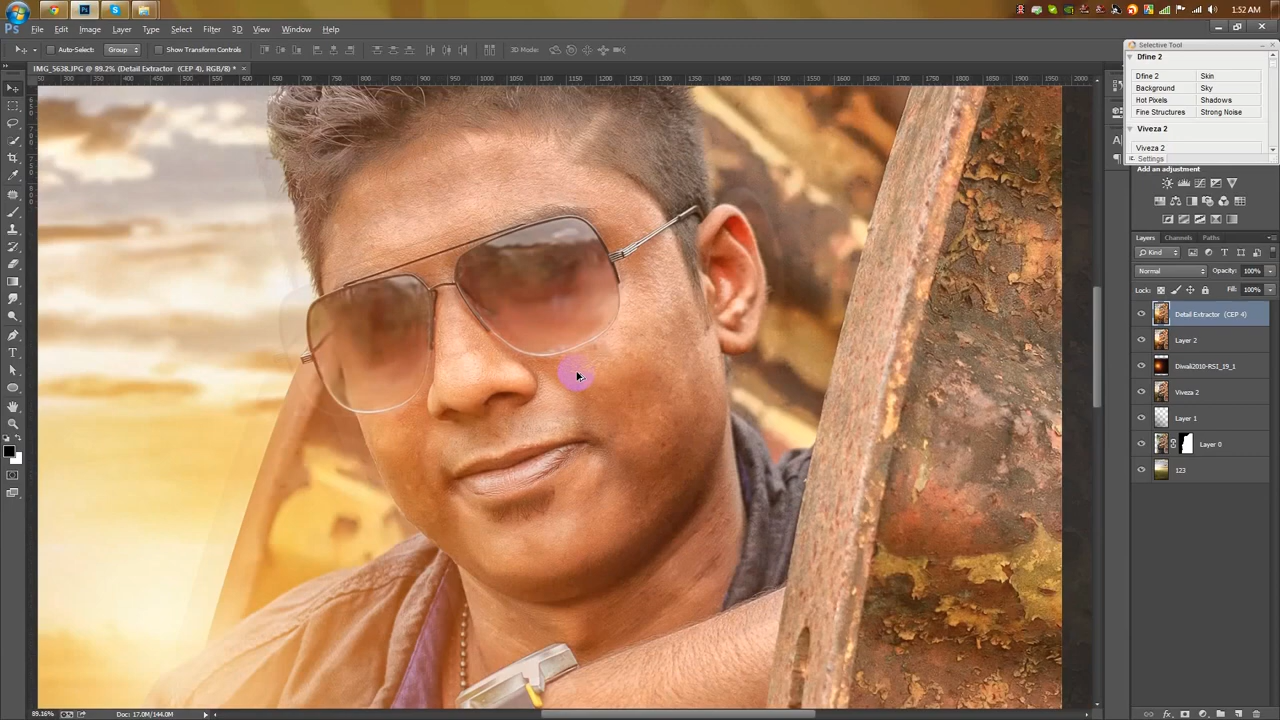 1:52 AM
Ps File Edit Image Layer Type Select Filter 3D View Window Help
Auto-Select: Group Show Transform Controls 3D Mode:
Selective Tool
IMG_5638.JPG @ 89.2% (Detail Extractor (CEP 4), RGB/8) *
Dfine 2
Dfine 2 Skin
Background Sky
Hot Pixels Shadows
Fine Structures Strong Noise
Viveza 2
Viveza 2
Settings
Add an adjustment
Layers Channels Paths
Kind
Normal Opacity: 100%
Lock: Fill: 100%
Detail Extractor (CEP 4)
Layer 2
Diwali2010-RSI_19_1
Viveza 2
Layer 1
Layer 0
123
89.16% Doc: 17.0M/144.0M